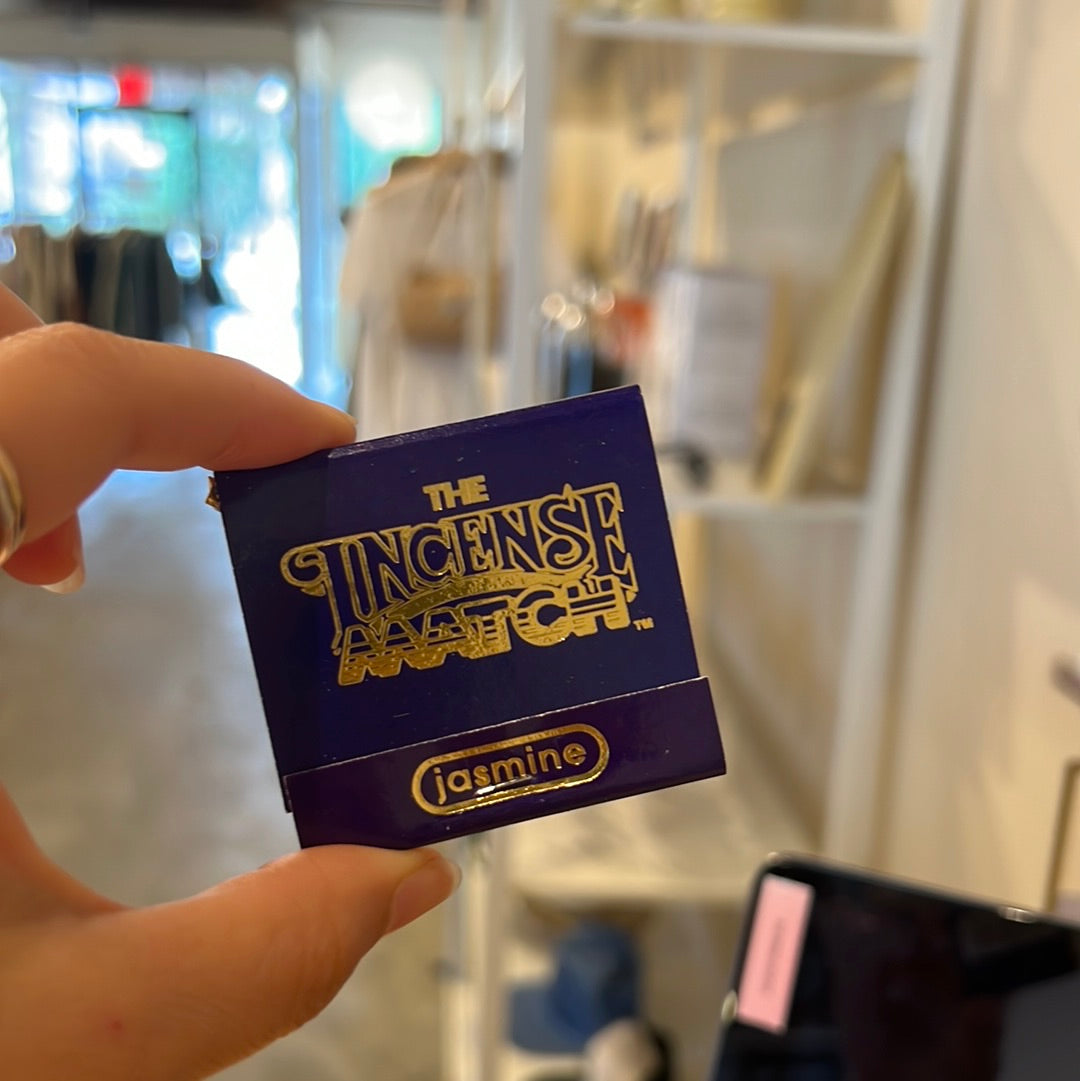 THE
INCENSE
MATCH™
jasmine